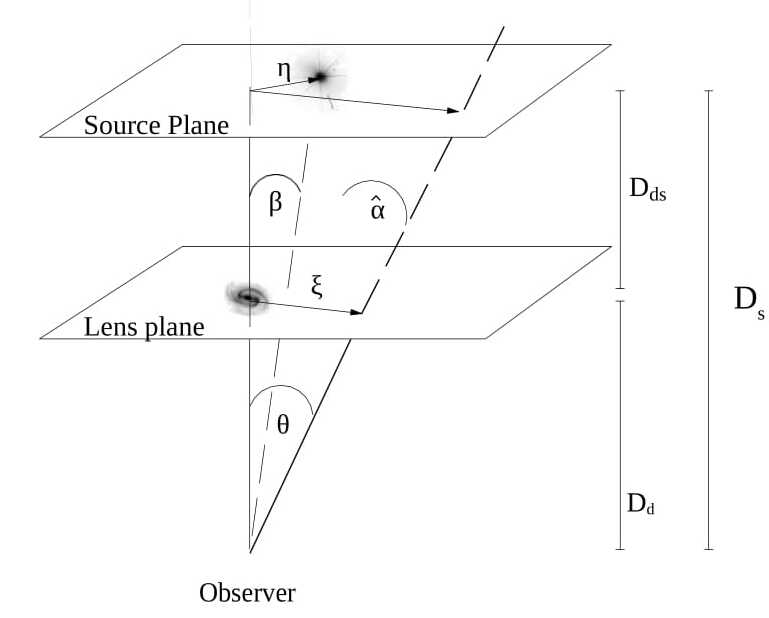 η
Source Plane
β
α̂
D_ds
ξ
Lens plane
D_s
θ
D_d
Observer